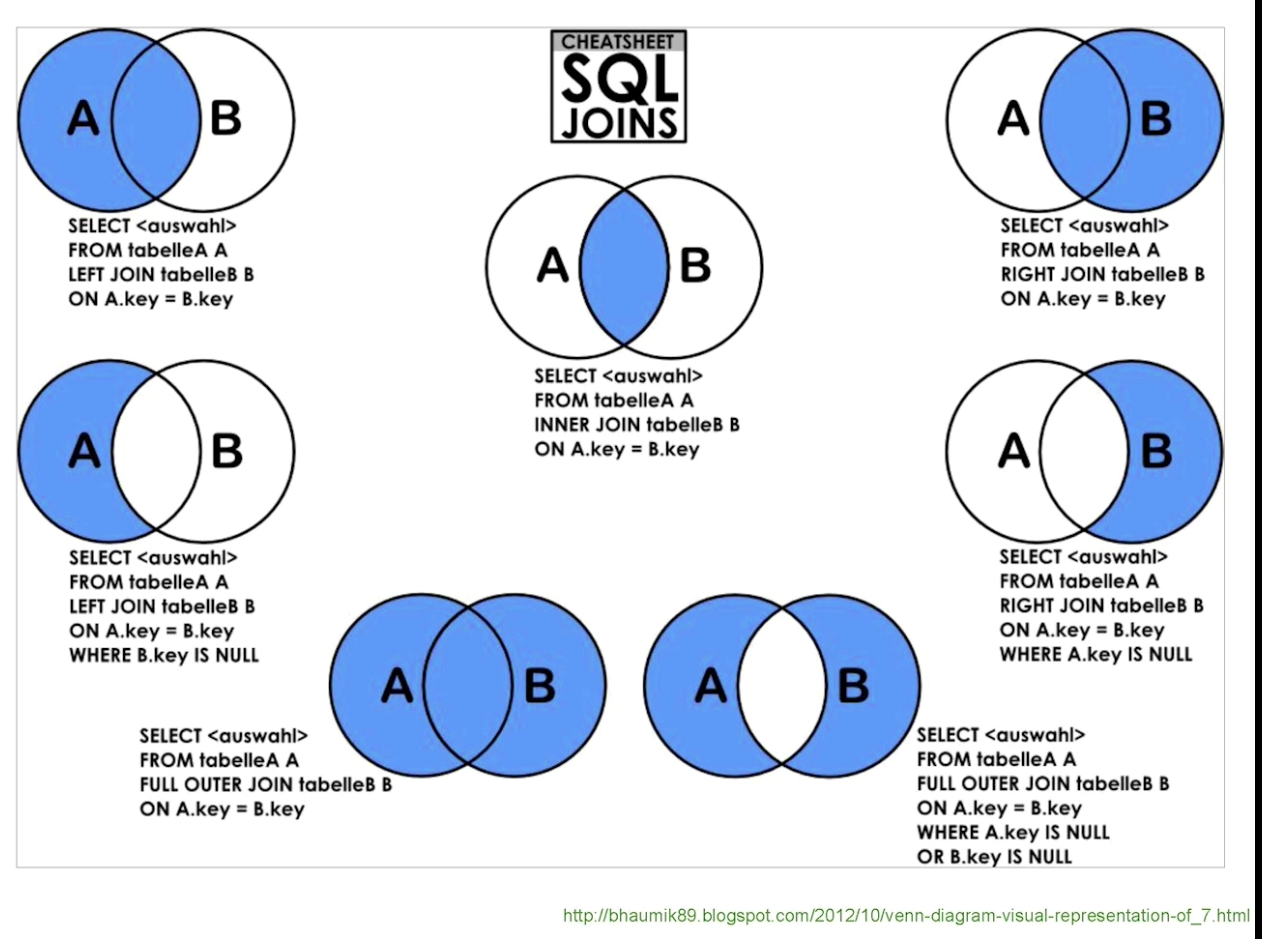 CHEATSHEET
SQL
JOINS
A B
SELECT <auswahl>
FROM tabelleA A
LEFT JOIN tabelleB B
ON A.key = B.key
A B
SELECT <auswahl>
FROM tabelleA A
INNER JOIN tabelleB B
ON A.key = B.key
A B
SELECT <auswahl>
FROM tabelleA A
RIGHT JOIN tabelleB B
ON A.key = B.key
A B
SELECT <auswahl>
FROM tabelleA A
LEFT JOIN tabelleB B
ON A.key = B.key
WHERE B.key IS NULL
A B
SELECT <auswahl>
FROM tabelleA A
RIGHT JOIN tabelleB B
ON A.key = B.key
WHERE A.key IS NULL
A B
SELECT <auswahl>
FROM tabelleA A
FULL OUTER JOIN tabelleB B
ON A.key = B.key
A B
SELECT <auswahl>
FROM tabelleA A
FULL OUTER JOIN tabelleB B
ON A.key = B.key
WHERE A.key IS NULL
OR B.key IS NULL
http://bhaumik89.blogspot.com/2012/10/venn-diagram-visual-representation-of_7.html